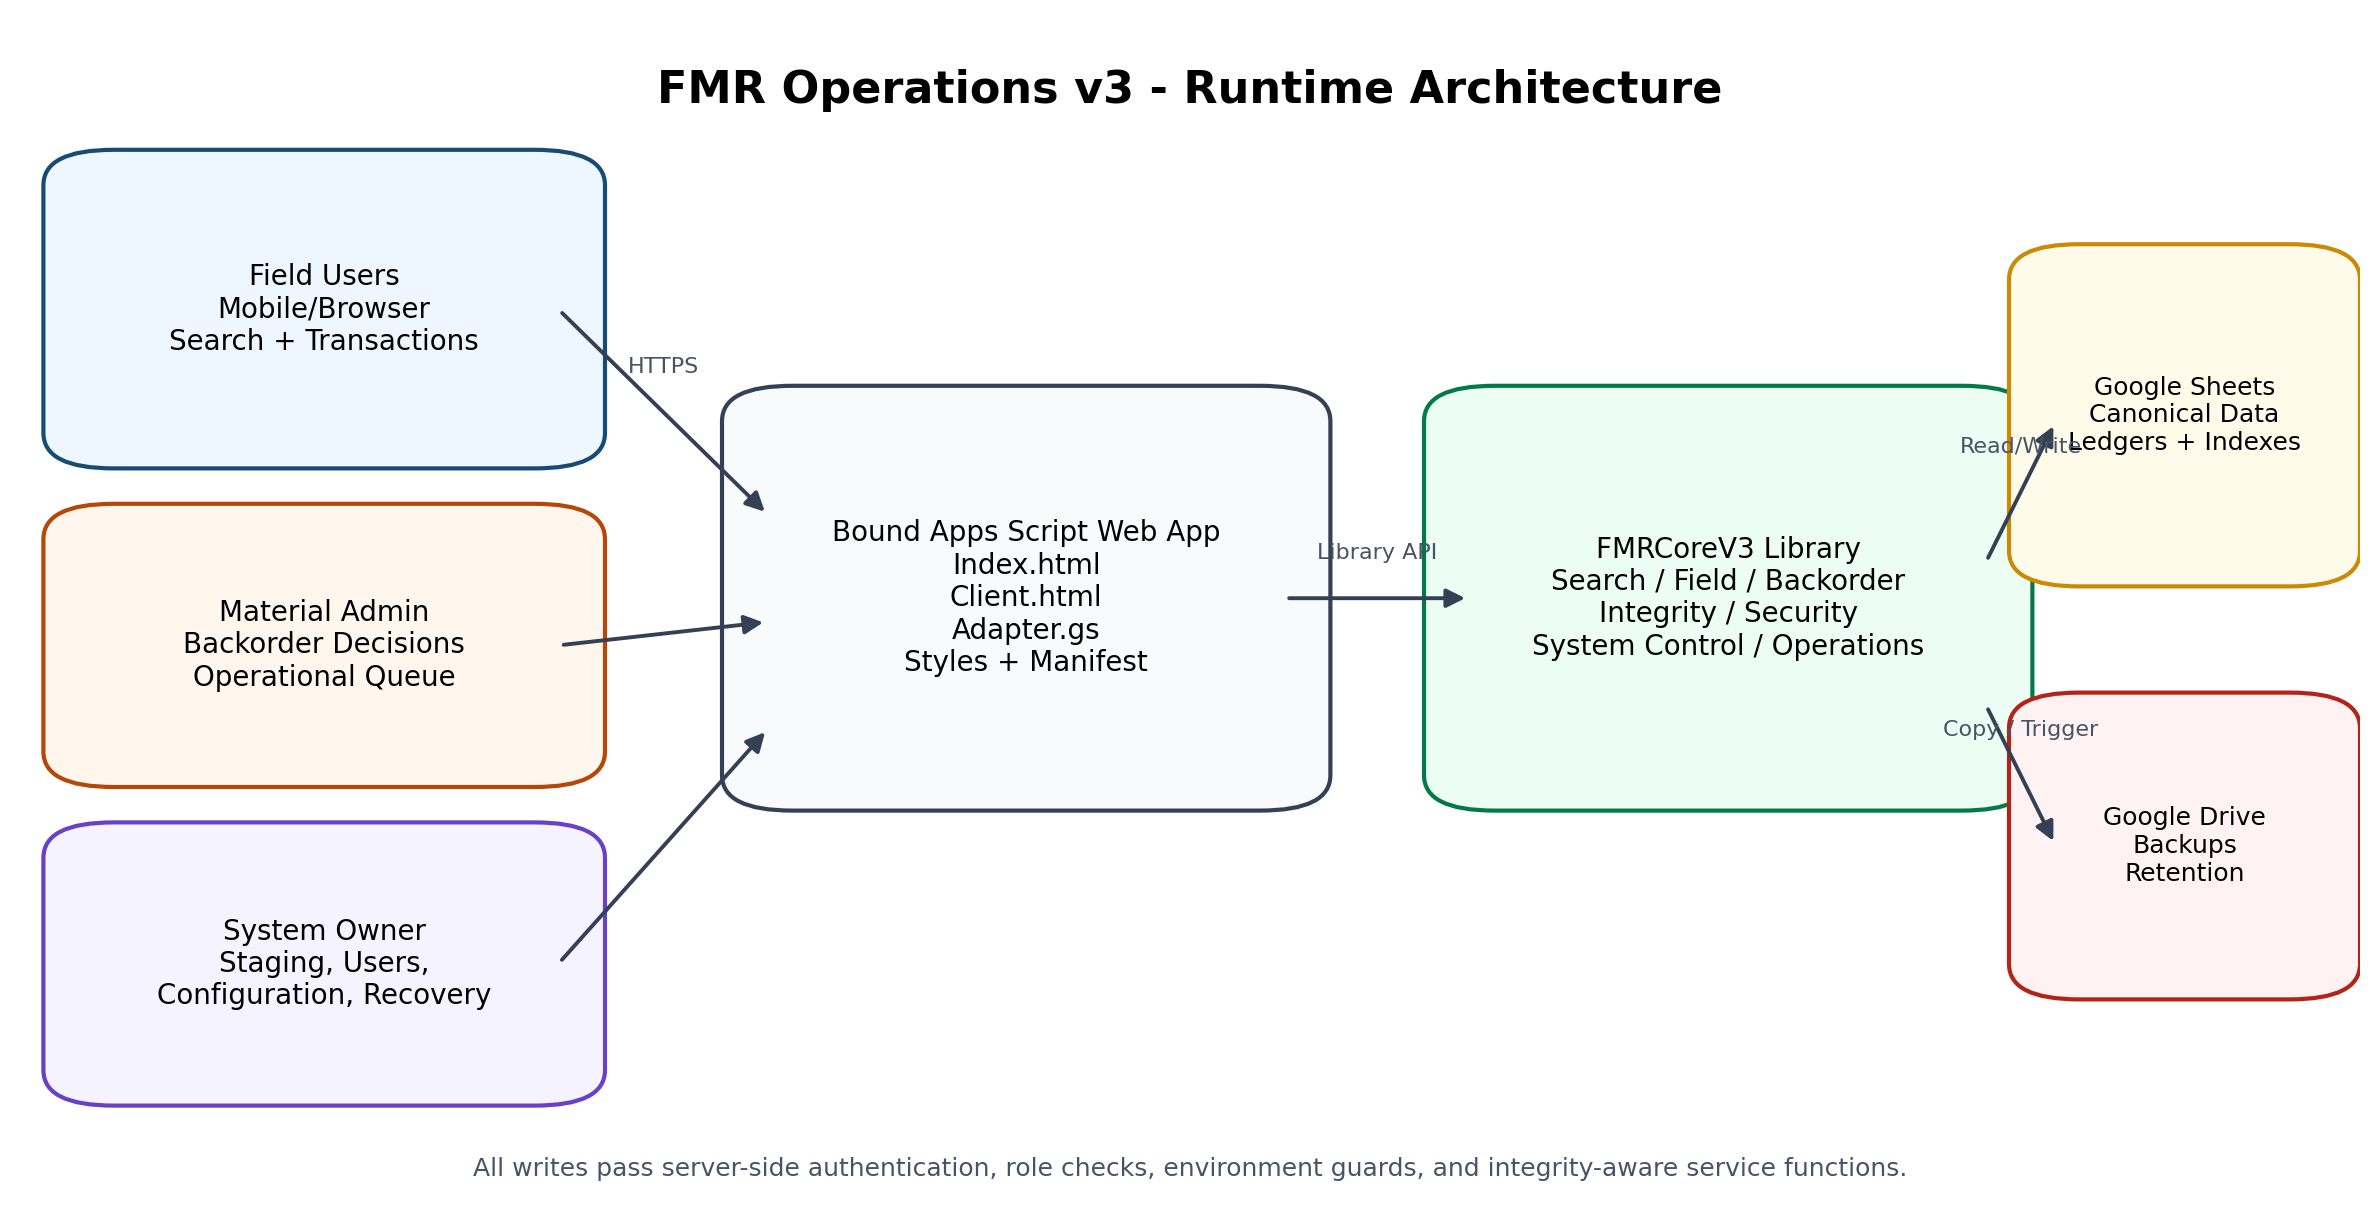 FMR Operations v3 - Runtime Architecture
Field Users
Mobile/Browser
Search + Transactions
HTTPS
Material Admin
Backorder Decisions
Operational Queue
System Owner
Staging, Users,
Configuration, Recovery
Bound Apps Script Web App
Index.html
Client.html
Adapter.gs
Styles + Manifest
Library API
FMRCoreV3 Library
Search / Field / Backorder
Integrity / Security
System Control / Operations
Read/Write
Google Sheets
Canonical Data
Ledgers + Indexes
Copy / Trigger
Google Drive
Backups
Retention
All writes pass server-side authentication, role checks, environment guards, and integrity-aware service functions.